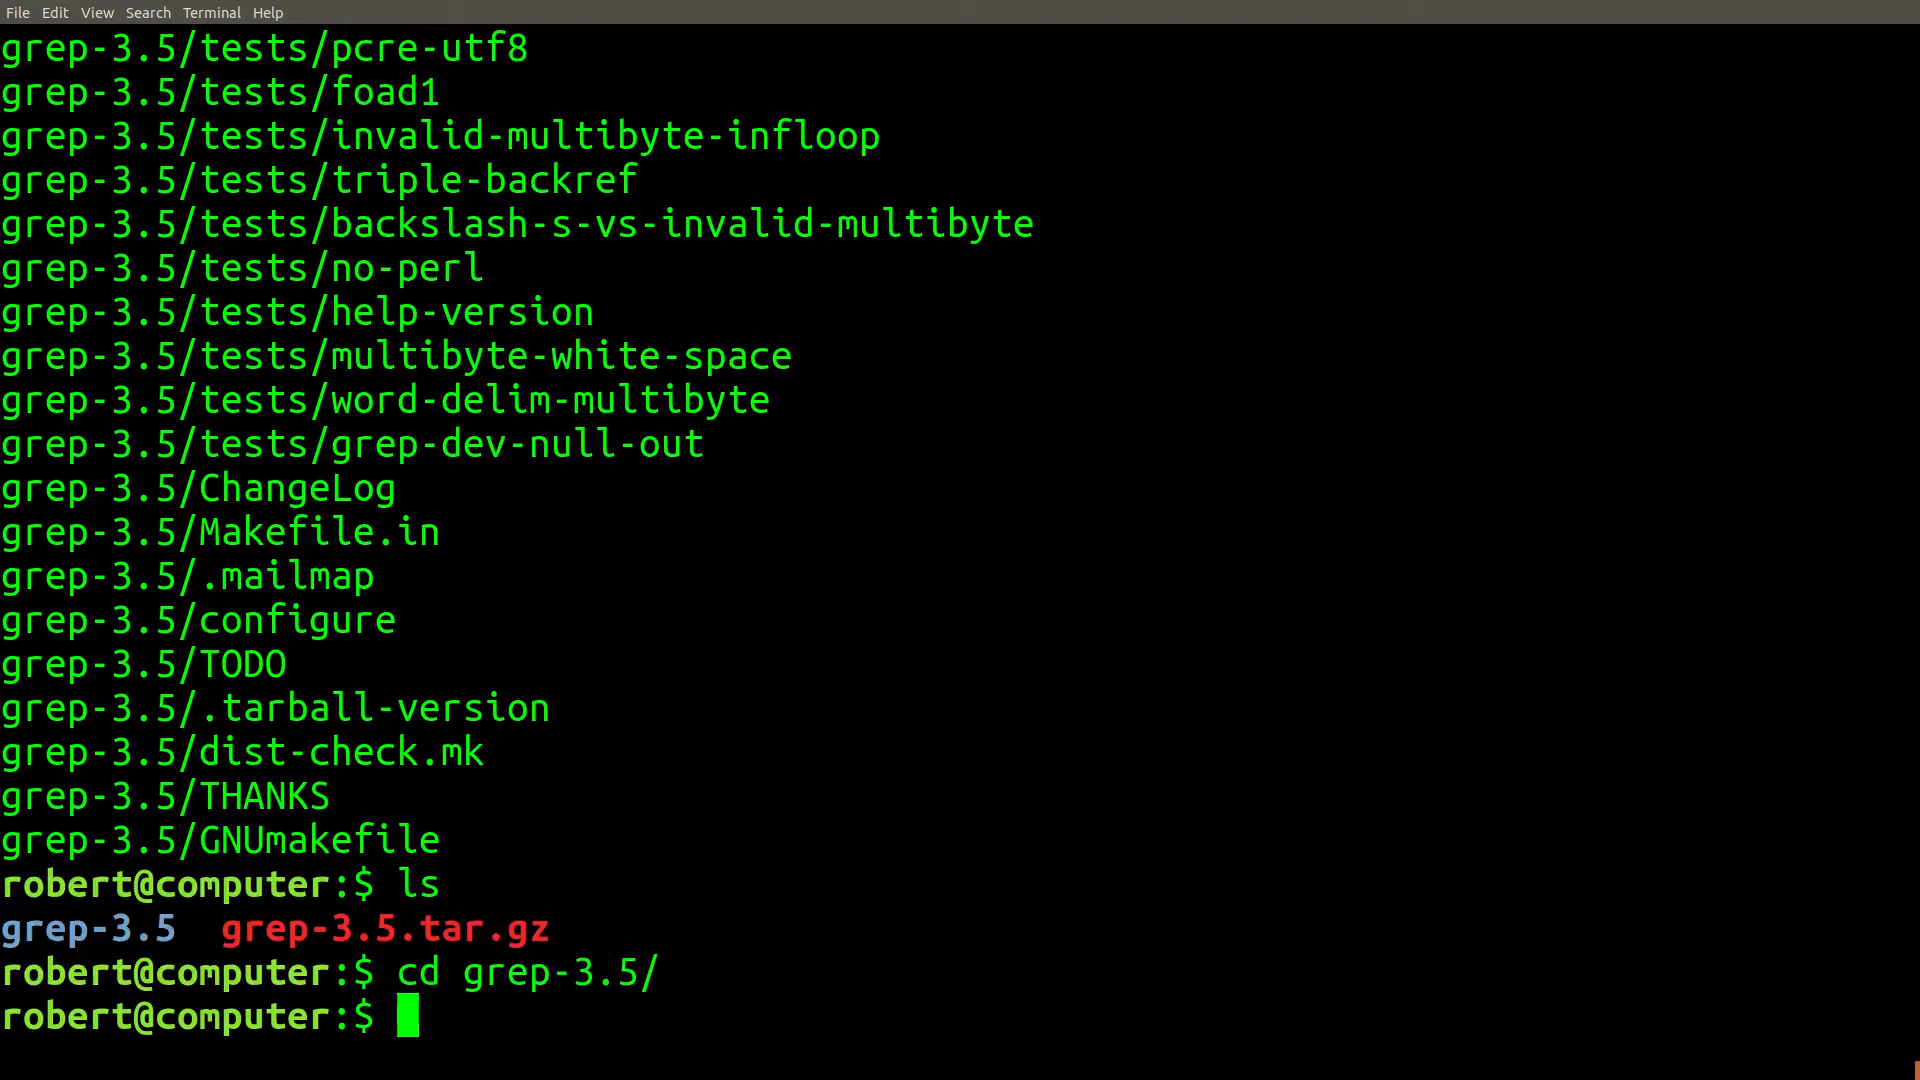 File Edit View Search Terminal Help
grep-3.5/tests/pcre-utf8
grep-3.5/tests/foad1
grep-3.5/tests/invalid-multibyte-infloop
grep-3.5/tests/triple-backref
grep-3.5/tests/backslash-s-vs-invalid-multibyte
grep-3.5/tests/no-perl
grep-3.5/tests/help-version
grep-3.5/tests/multibyte-white-space
grep-3.5/tests/word-delim-multibyte
grep-3.5/tests/grep-dev-null-out
grep-3.5/ChangeLog
grep-3.5/Makefile.in
grep-3.5/.mailmap
grep-3.5/configure
grep-3.5/TODO
grep-3.5/.tarball-version
grep-3.5/dist-check.mk
grep-3.5/THANKS
grep-3.5/GNUmakefile
robert@computer:$ ls
grep-3.5  grep-3.5.tar.gz
robert@computer:$ cd grep-3.5/
robert@computer:$